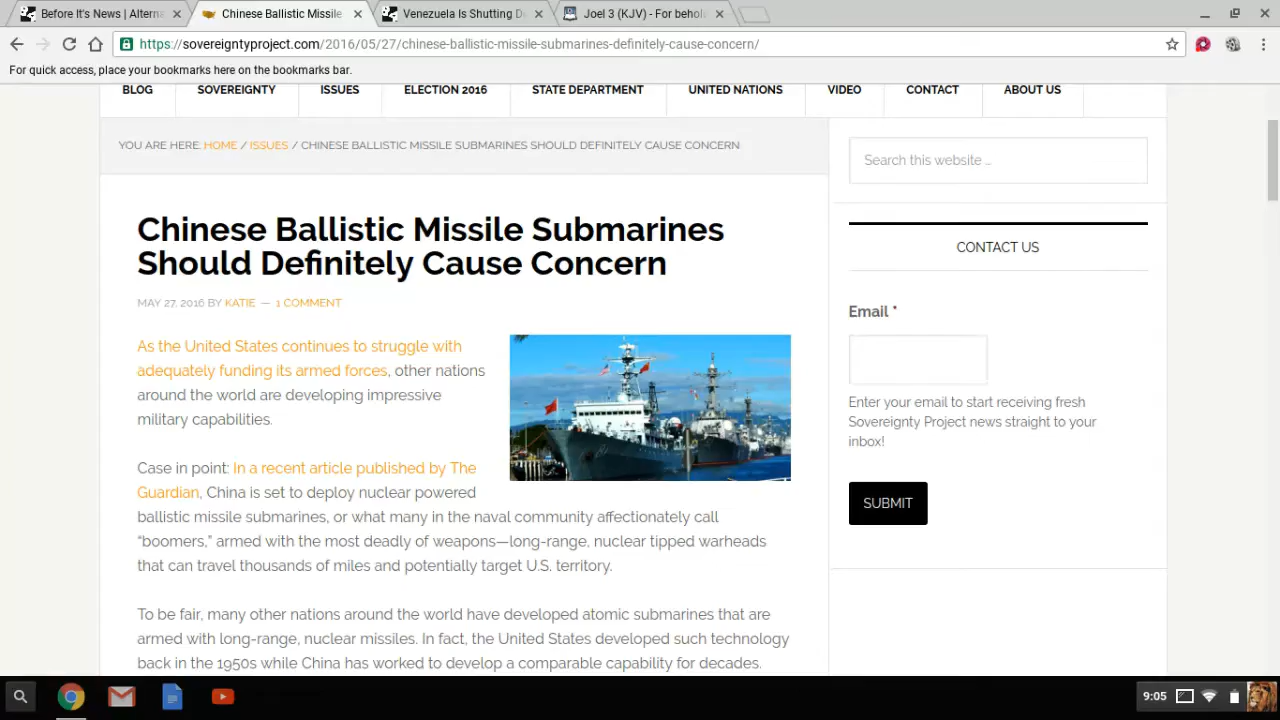 Before It's News | Alterna
Chinese Ballistic Missile
Venezuela Is Shutting D
Joel 3 (KJV) - For behol
https://sovereigntyproject.com/2016/05/27/chinese-ballistic-missile-submarines-definitely-cause-concern/
For quick access, place your bookmarks here on the bookmarks bar.
BLOG
SOVEREIGNTY
ISSUES
ELECTION 2016
STATE DEPARTMENT
UNITED NATIONS
VIDEO
CONTACT
ABOUT US
YOU ARE HERE: HOME / ISSUES / CHINESE BALLISTIC MISSILE SUBMARINES SHOULD DEFINITELY CAUSE CONCERN
Chinese Ballistic Missile Submarines
Should Definitely Cause Concern
MAY 27, 2016 BY KATIE — 1 COMMENT
As the United States continues to struggle with
adequately funding its armed forces, other nations
around the world are developing impressive
military capabilities.
Case in point: In a recent article published by The
Guardian, China is set to deploy nuclear powered
ballistic missile submarines, or what many in the naval community affectionately call
“boomers,” armed with the most deadly of weapons—long-range, nuclear tipped warheads
that can travel thousands of miles and potentially target U.S. territory.
To be fair, many other nations around the world have developed atomic submarines that are
armed with long-range, nuclear missiles. In fact, the United States developed such technology
back in the 1950s while China has worked to develop a comparable capability for decades.
Search this website …
CONTACT US
Email *
Enter your email to start receiving fresh
Sovereignty Project news straight to your
inbox!
SUBMIT
9:05